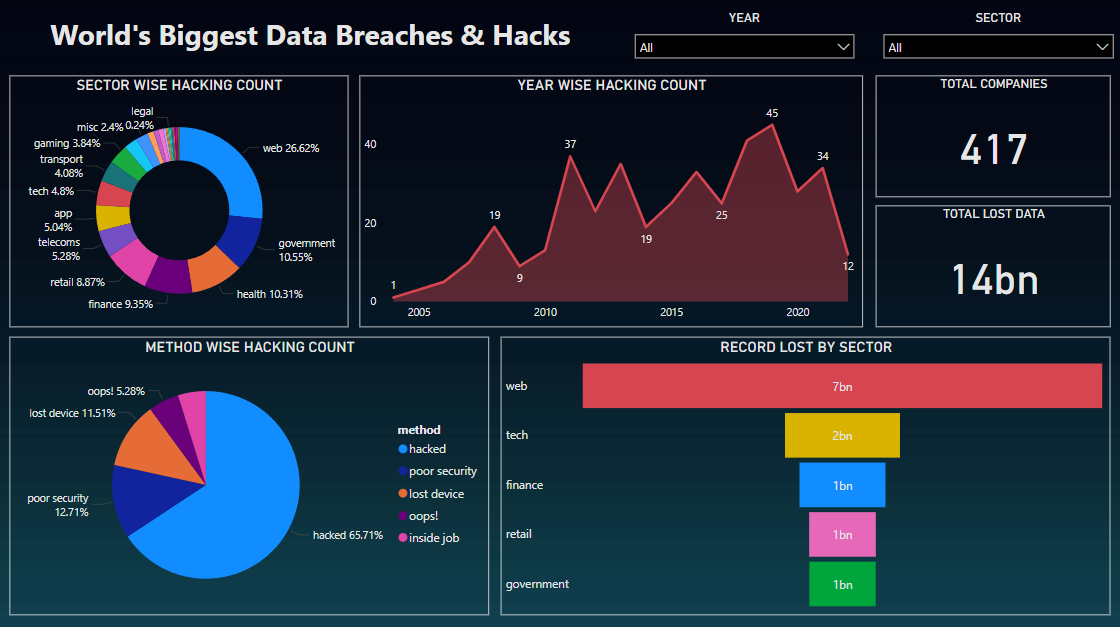 World's Biggest Data Breaches & Hacks
YEAR
All
SECTOR
All
SECTOR WISE HACKING COUNT
legal
0.24%
misc 2.4%
gaming 3.84%
transport
4.08%
tech 4.8%
app
5.04%
telecoms
5.28%
retail 8.87%
finance 9.35%
web 26.62%
government
10.55%
health 10.31%
YEAR WISE HACKING COUNT
40
20
0
1
19
9
37
19
25
45
34
12
2005
2010
2015
2020
TOTAL COMPANIES
417
TOTAL LOST DATA
14bn
METHOD WISE HACKING COUNT
oops! 5.28%
lost device 11.51%
poor security
12.71%
hacked 65.71%
method
hacked
poor security
lost device
oops!
inside job
RECORD LOST BY SECTOR
web
7bn
tech
2bn
finance
1bn
retail
1bn
government
1bn